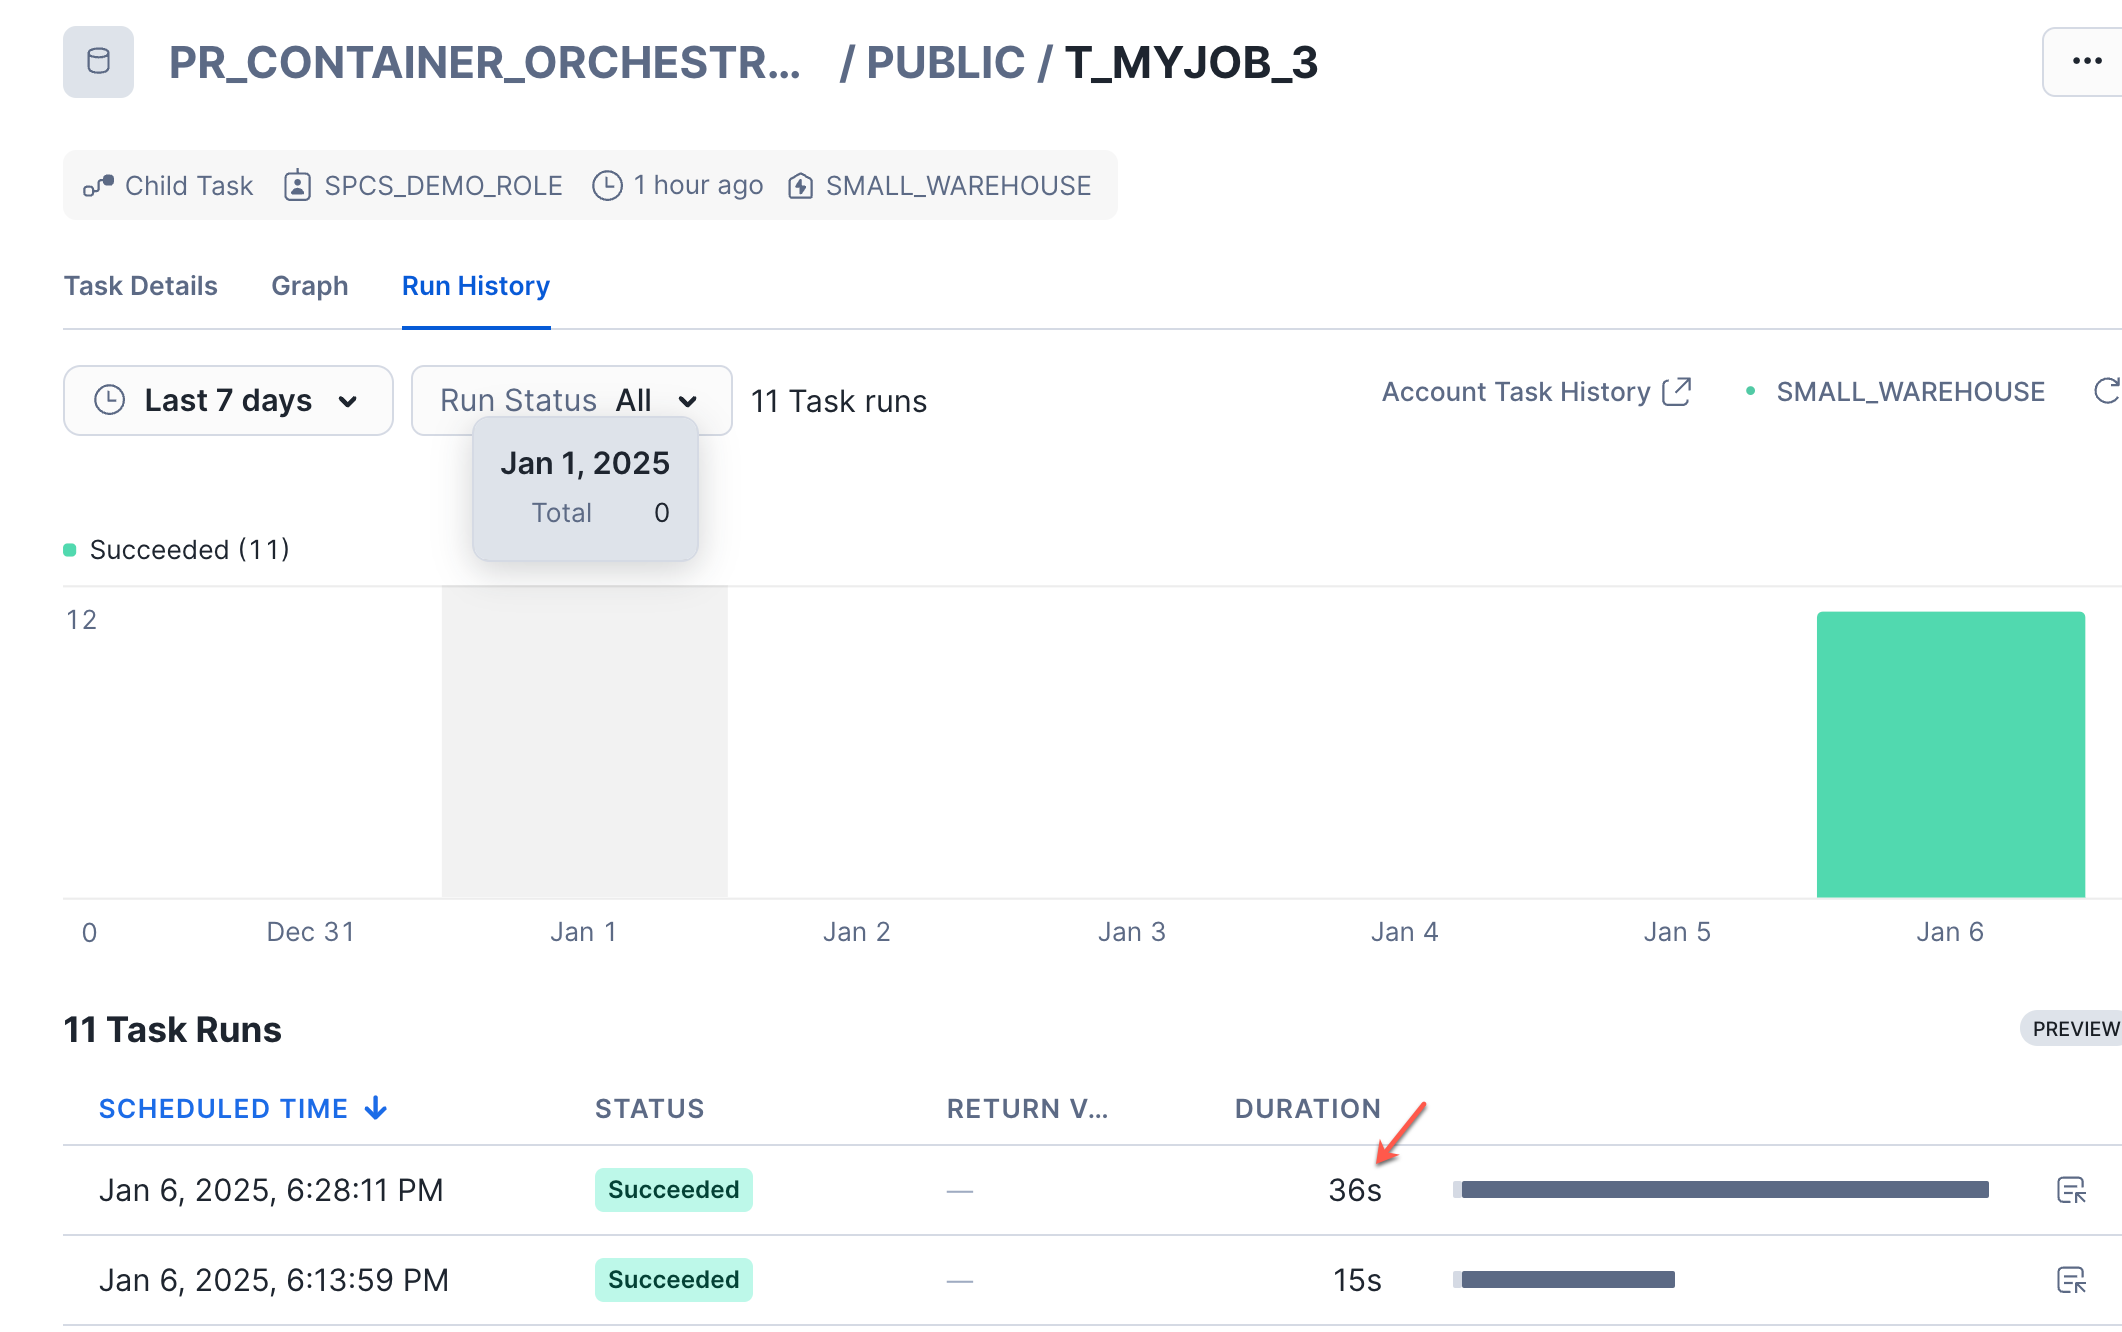 PR_CONTAINER_ORCHESTR... / PUBLIC / T_MYJOB_3
Child Task SPCS_DEMO_ROLE 1 hour ago SMALL_WAREHOUSE
Task Details Graph Run History
Last 7 days Run Status All 11 Task runs Account Task History SMALL_WAREHOUSE
Jan 1, 2025
Total 0
Succeeded (11)
12
0 Dec 31 Jan 1 Jan 2 Jan 3 Jan 4 Jan 5 Jan 6
11 Task Runs PREVIEW
SCHEDULED TIME STATUS RETURN V... DURATION
Jan 6, 2025, 6:28:11 PM Succeeded — 36s
Jan 6, 2025, 6:13:59 PM Succeeded — 15s